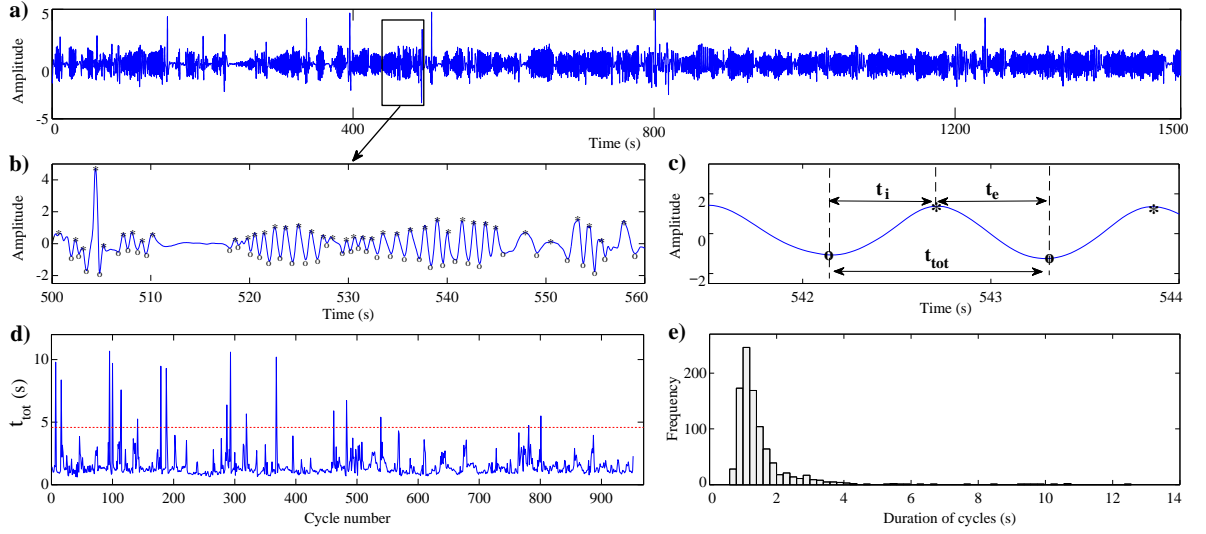 a)
Amplitude
5
0
-5
0 400 800 1200 1500
Time (s)
b)
Amplitude
4
2
0
−2
500 510 520 530 540 550 560
Time (s)
c)
Amplitude
2
0
−2
t i t e
t tot
542 543 544
Time (s)
d)
t tot (s)
10
5
0
0 100 200 300 400 500 600 700 800 900
Cycle number
e)
Frequency
200
100
0
0 2 4 6 8 10 12 14
Duration of cycles (s)